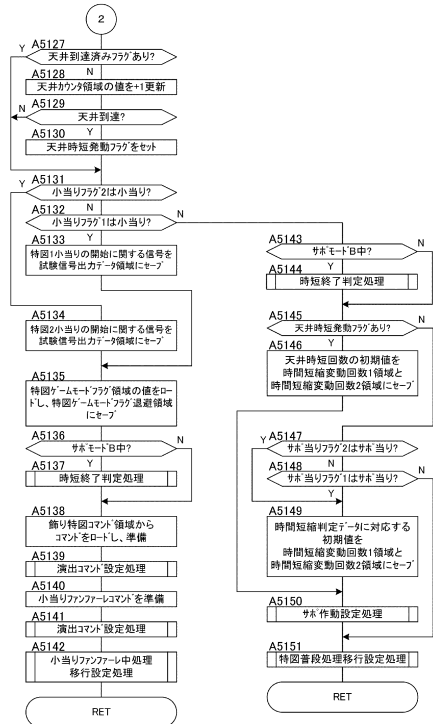 2
A5127
Y
天井到達済みフラグあり?
A5128
N
天井カウンタ領域の値を+1更新
A5129
N
天井到達?
A5130
Y
天井時短発動フラグをセット
A5131
Y
小当りフラグ2は小当り?
A5132
N
小当りフラグ1は小当り?
N
A5133
Y
特図1小当りの開始に関する信号を
試験信号出力データ領域にセーブ
A5134
特図2小当りの開始に関する信号を
試験信号出力データ領域にセーブ
A5135
特図ゲームモードフラグ領域の値をロー
ドし、特図ゲームモードフラグ退避領域
にセーブ
A5136
サポモードB中?
N
A5137
Y
時短終了判定処理
A5138
飾り特図コマンド領域から
コマンドをロードし、準備
A5139
演出コマンド設定処理
A5140
小当りファンファーレコマンドを準備
A5141
演出コマンド設定処理
A5142
小当りファンファーレ中処理
移行設定処理
RET
A5143
サポモードB中?
N
A5144
Y
時短終了判定処理
A5145
天井時短発動フラグあり?
N
A5146
Y
天井時短回数の初期値を
時間短縮変動回数1領域と
時間短縮変動回数2領域にセーブ
A5147
Y
サポ当りフラグ2はサポ当り?
A5148
N
サポ当りフラグ1はサポ当り?
N
A5149
Y
時間短縮判定データに対応する
初期値を
時間短縮変動回数1領域と
時間短縮変動回数2領域にセーブ
A5150
サポ作動設定処理
A5151
特図普段処理移行設定処理
RET